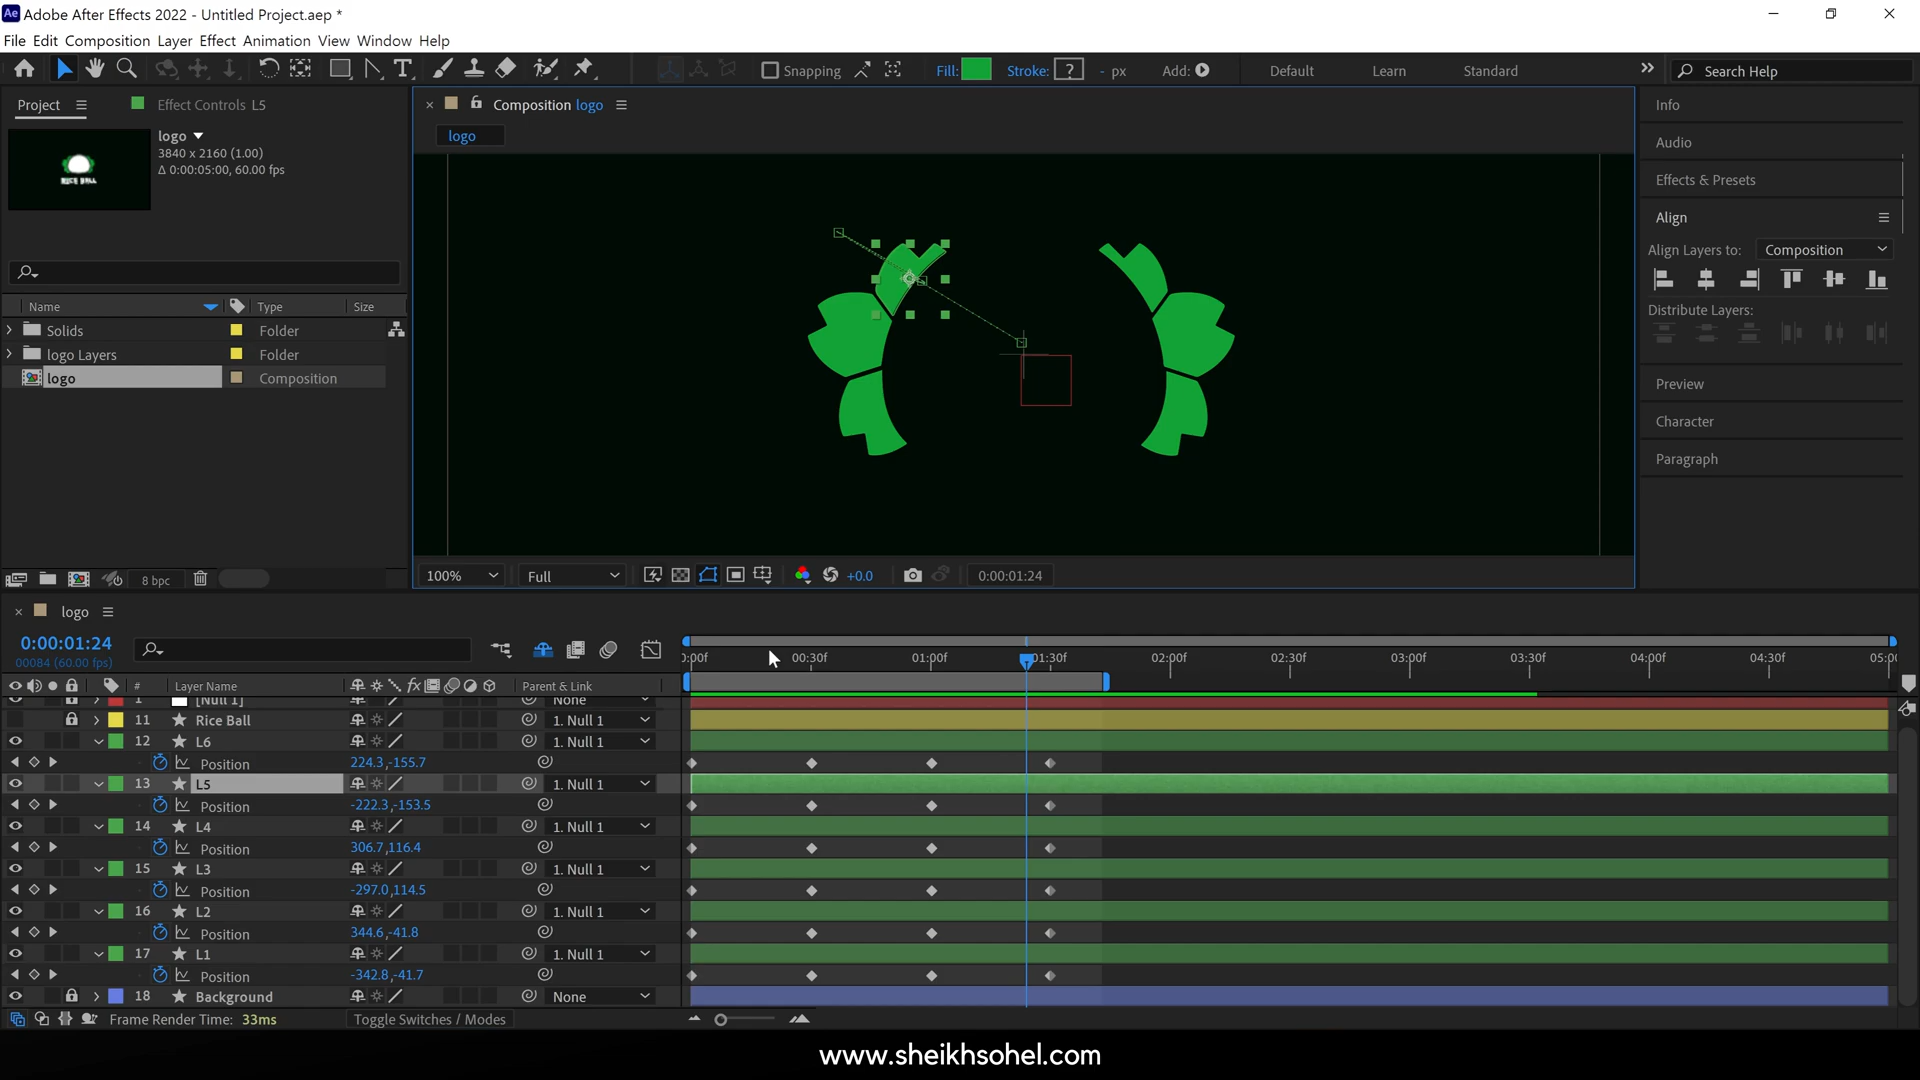 Adobe After Effects 2022 - Untitled Project.aep *
File Edit Composition Layer Effect Animation View Window Help
Snapping Fill: Stroke: ? - px Add: Default Learn Standard Search Help
Project Effect Controls L5
logo
3840 x 2160 (1.00)
Δ 0:00:05:00, 60.00 fps
RICE BALL
Name Type Size
Solids Folder
logo Layers Folder
logo Composition
8 bpc
Composition logo
logo
100% Full +0.0 0:00:01:24
Info
Audio
Effects & Presets
Align
Align Layers to: Composition
Distribute Layers:
Preview
Character
Paragraph
logo
0:00:01:24
00084 (60.00 fps)
0:00f 00:30f 01:00f 01:30f 02:00f 02:30f 03:00f 03:30f 04:00f 04:30f 05:00
# Layer Name fx Parent & Link
1 [Null 1] None
11 Rice Ball 1. Null 1
12 L6 1. Null 1
Position 224.3,-155.7
13 L5 1. Null 1
Position -222.3,-153.5
14 L4 1. Null 1
Position 306.7,116.4
15 L3 1. Null 1
Position -297.0,114.5
16 L2 1. Null 1
Position 344.6,-41.8
17 L1 1. Null 1
Position -342.8,-41.7
18 Background None
Frame Render Time: 33ms Toggle Switches / Modes
www.sheikhsohel.com